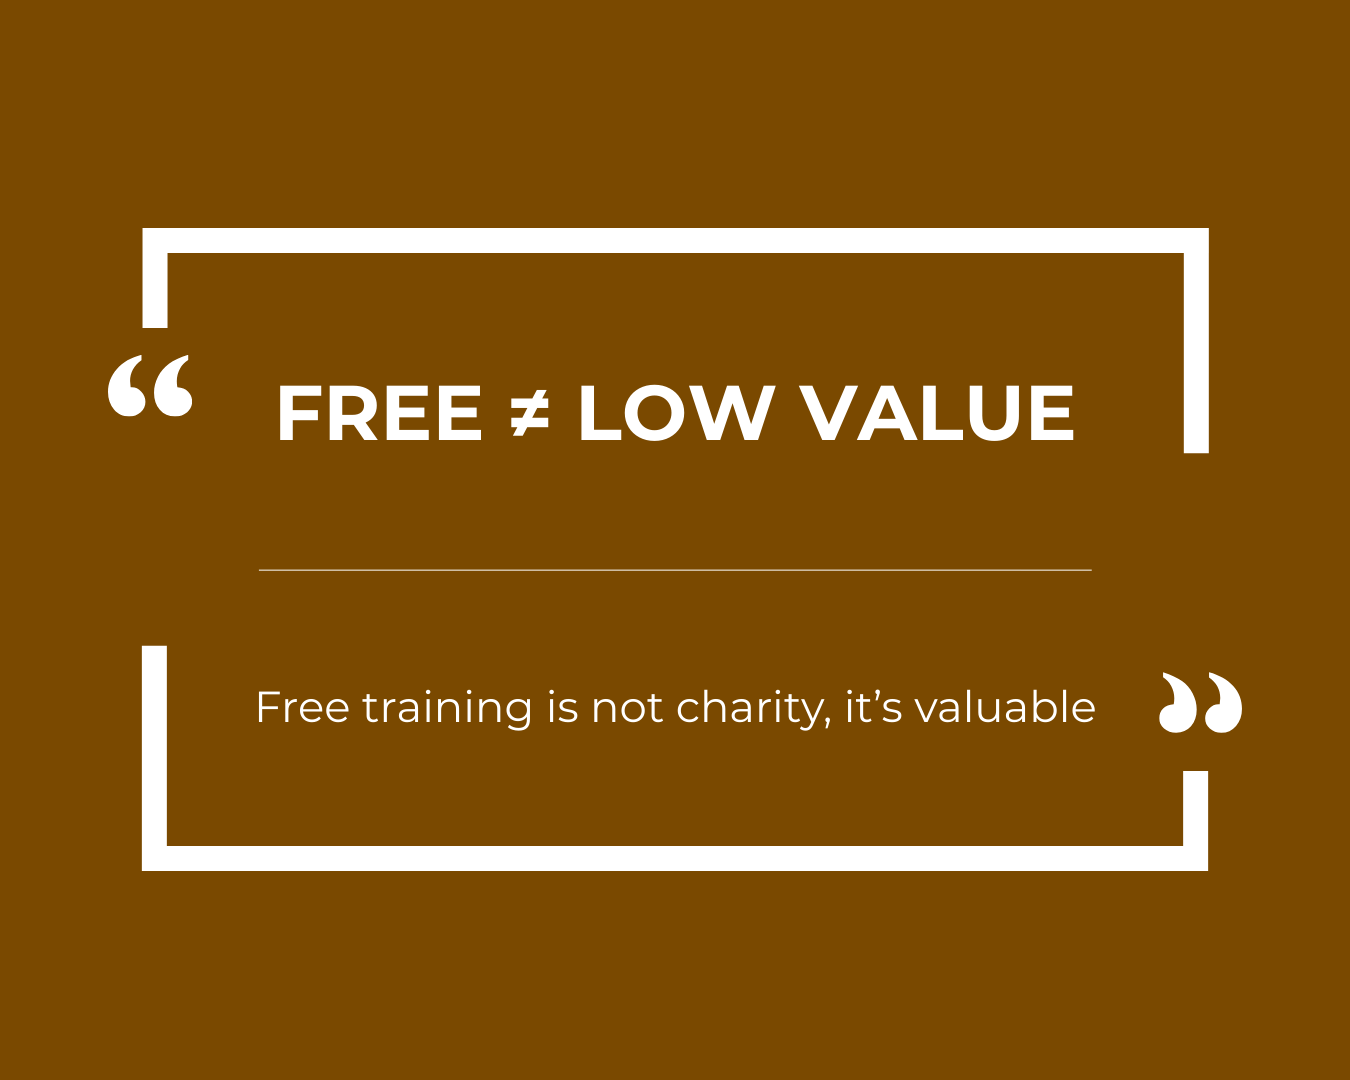 “
FREE ≠ LOW VALUE
Free training is not charity, it’s valuable
”